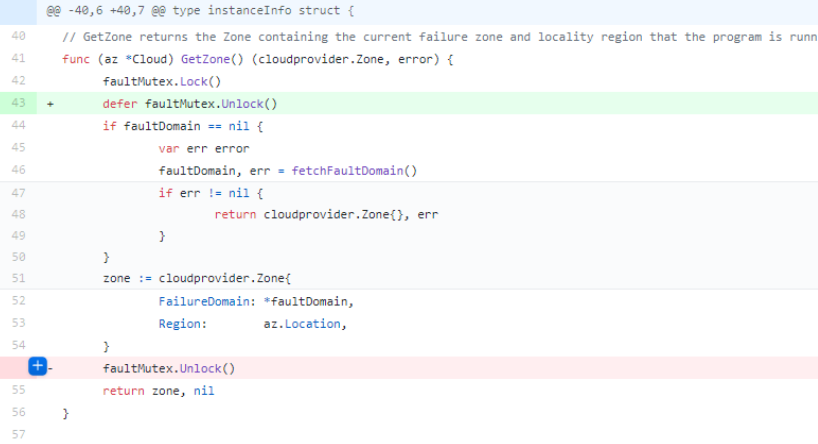 @@ -40,6 +40,7 @@ type instanceInfo struct {
40 // GetZone returns the Zone containing the current failure zone and locality region that the program is runn
41 func (az *Cloud) GetZone() (cloudprovider.Zone, error) {
42 faultMutex.Lock()
43 + defer faultMutex.Unlock()
44 if faultDomain == nil {
45 var err error
46 faultDomain, err = fetchFaultDomain()
47 if err != nil {
48 return cloudprovider.Zone{}, err
49 }
50 }
51 zone := cloudprovider.Zone{
52 FailureDomain: *faultDomain,
53 Region: az.Location,
54 }
+ - faultMutex.Unlock()
55 return zone, nil
56 }
57